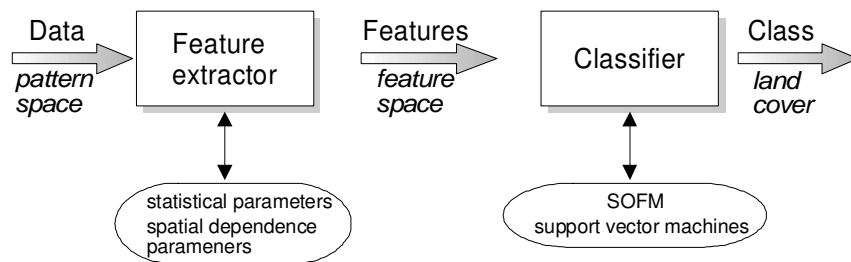 Data
pattern
space
Feature
extractor
Features
feature
space
Classifier
Class
land
cover
statistical parameters
spatial dependence
parameners
SOFM
support vector machines